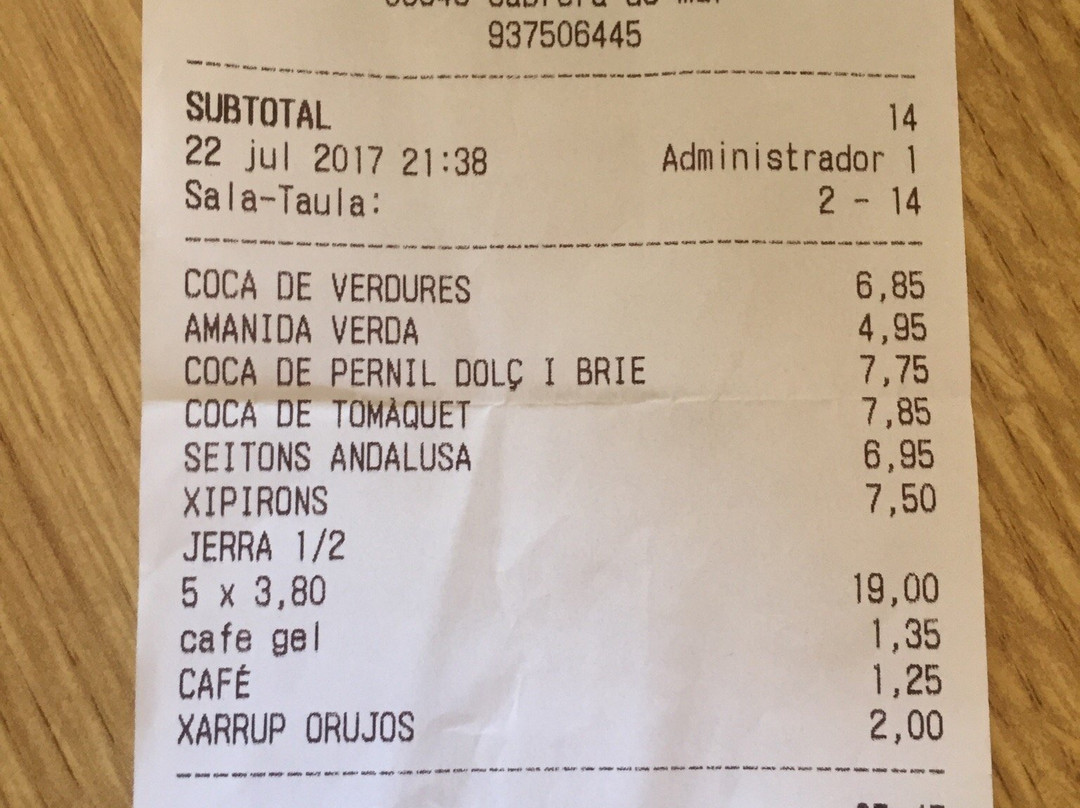 937506445
SUBTOTAL 14
22 jul 2017 21:38 Administrador 1
Sala-Taula: 2 - 14
COCA DE VERDURES 6,85
AMANIDA VERDA 4,95
COCA DE PERNIL DOLÇ I BRIE 7,75
COCA DE TOMÀQUET 7,85
SEITONS ANDALUSA 6,95
XIPIRONS 7,50
JERRA 1/2
5 x 3,80 19,00
cafe gel 1,35
CAFÉ 1,25
XARRUP ORUJOS 2,00